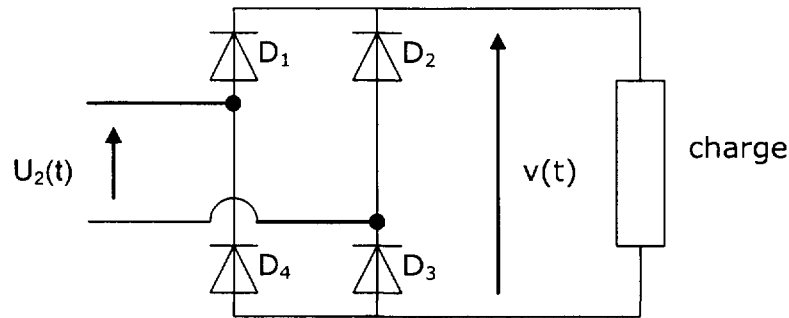 D₁
D₂
U₂(t)
v(t)
charge
D₄
D₃